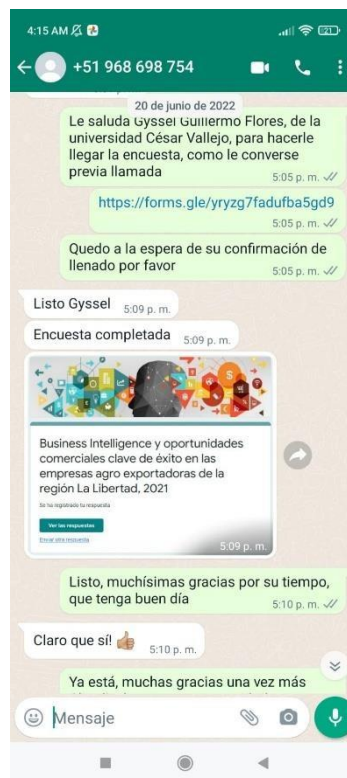 4:15 AM
+51 968 698 754
20 de junio de 2022
Le saluda Gyssel Guillermo Flores, de la
universidad César Vallejo, para hacerle
llegar la encuesta, como le converse
previa llamada
5:05 p. m.
https://forms.gle/yryzg7fadufba5gd9
5:05 p. m.
Quedo a la espera de su confirmación de
llenado por favor
5:05 p. m.
Listo Gyssel 5:09 p. m.
Encuesta completada 5:09 p. m.
Business Intelligence y oportunidades
comerciales clave de éxito en las
empresas agro exportadoras de la
región La Libertad, 2021
Se ha registrado tu respuesta
Ver las respuestas
Enviar otra respuesta
5:09 p. m.
Listo, muchísimas gracias por su tiempo,
que tenga buen día
5:10 p. m.
Claro que sí! 👍🏼 5:10 p. m.
Ya está, muchas gracias una vez más
Mensaje